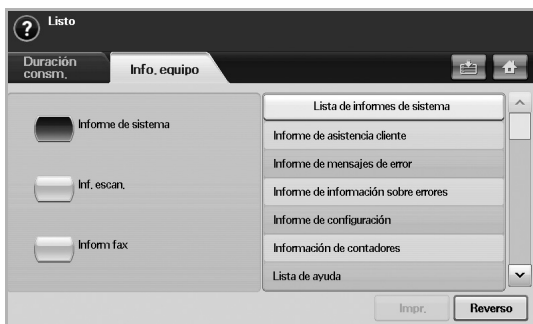 ? Listo
Duración
consm.
Info. equipo
Informe de sistema
Inf. escan.
Inform fax
Lista de informes de sistema
Informe de asistencia cliente
Informe de mensajes de error
Informe de información sobre errores
Informe de configuración
Información de contadores
Lista de ayuda
Impr.
Reverso